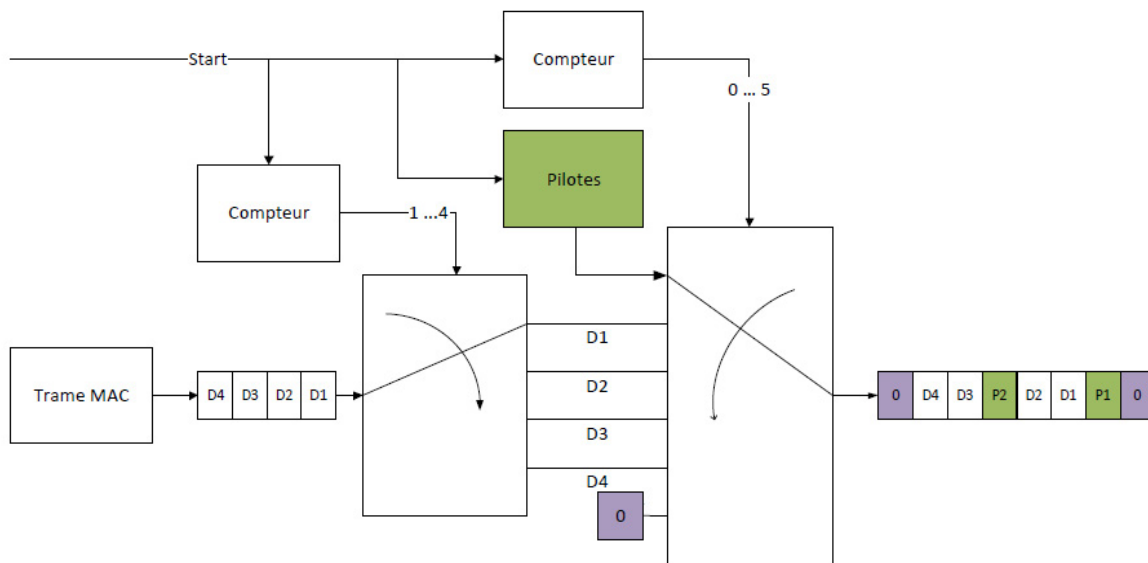 Start
Compteur
0 ... 5
Pilotes
Compteur
1 ...4
D1
D2
D3
D4
0
Trame MAC
D4 D3 D2 D1
0 D4 D3 P2 D2 D1 P1 0